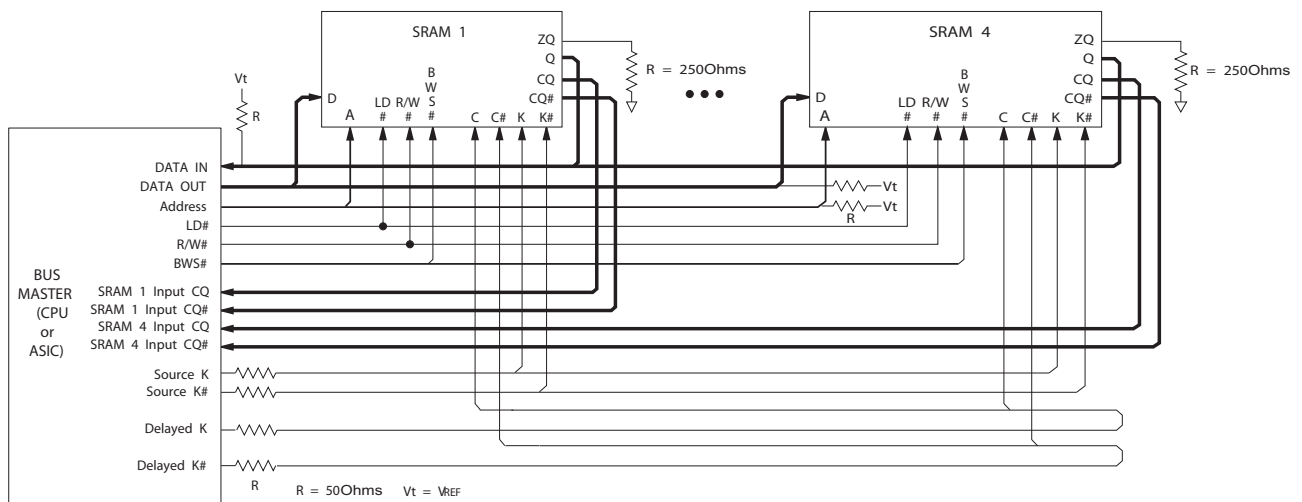 SRAM 1
ZQ
Q
CQ
CQ#
D
A
LD
#
R/W
#
B
W
S
#
C
C#
K
K#
R = 250Ohms
SRAM 4
ZQ
Q
CQ
CQ#
D
A
LD
#
R/W
#
B
W
S
#
C
C#
K
K#
R = 250Ohms
Vt
R
DATA IN
DATA OUT
Vt
Address
Vt
R
LD#
R/W#
BWS#
BUS
MASTER
(CPU
or
ASIC)
SRAM 1 Input CQ
SRAM 1 Input CQ#
SRAM 4 Input CQ
SRAM 4 Input CQ#
Source K
Source K#
Delayed K
Delayed K#
R
R = 50Ohms Vt = VREF